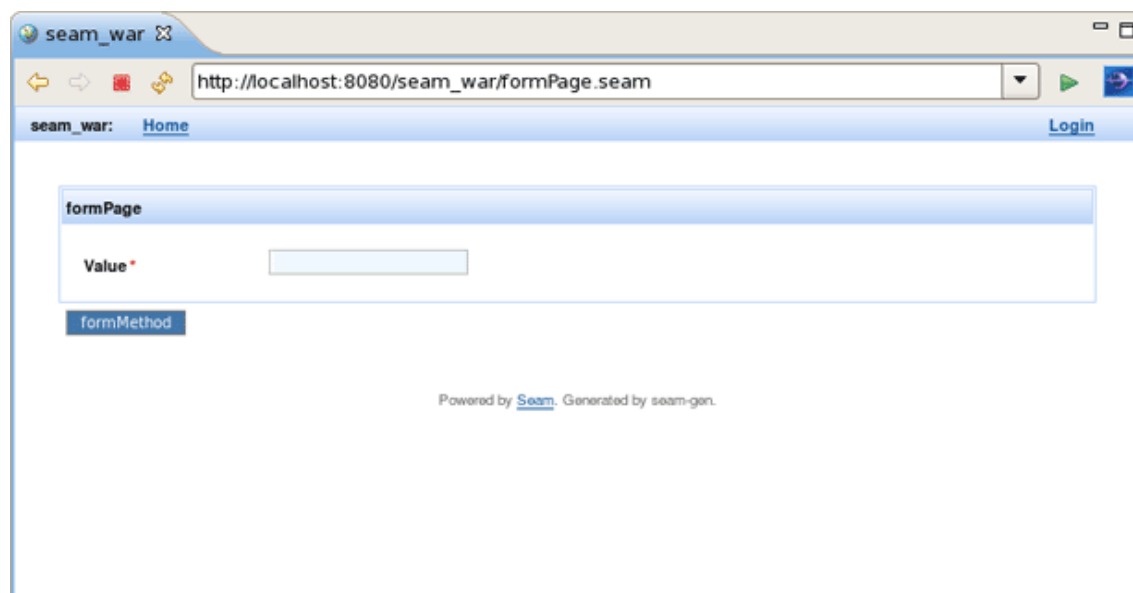 seam_war
http://localhost:8080/seam_war/formPage.seam
seam_war: Home Login
formPage
Value*
formMethod
Powered by Seam. Generated by seam-gen.